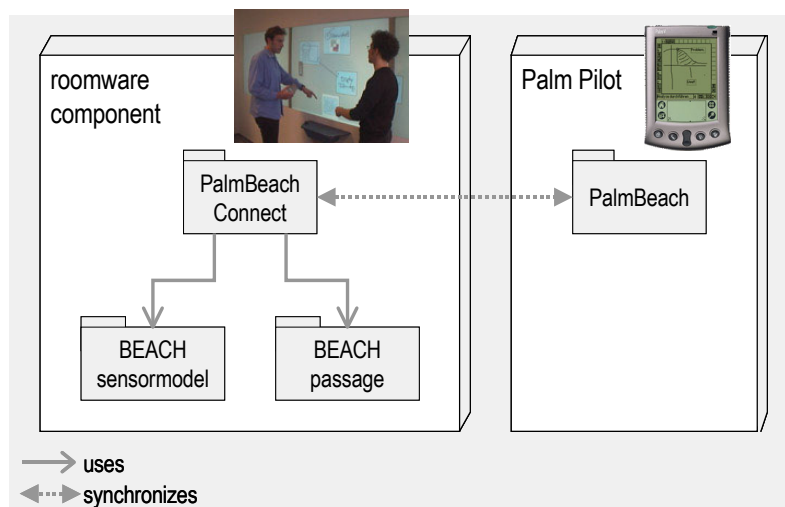 roomware
component
Palm Pilot
PalmBeach
Connect
PalmBeach
BEACH
sensormodel
BEACH
passage
uses
synchronizes